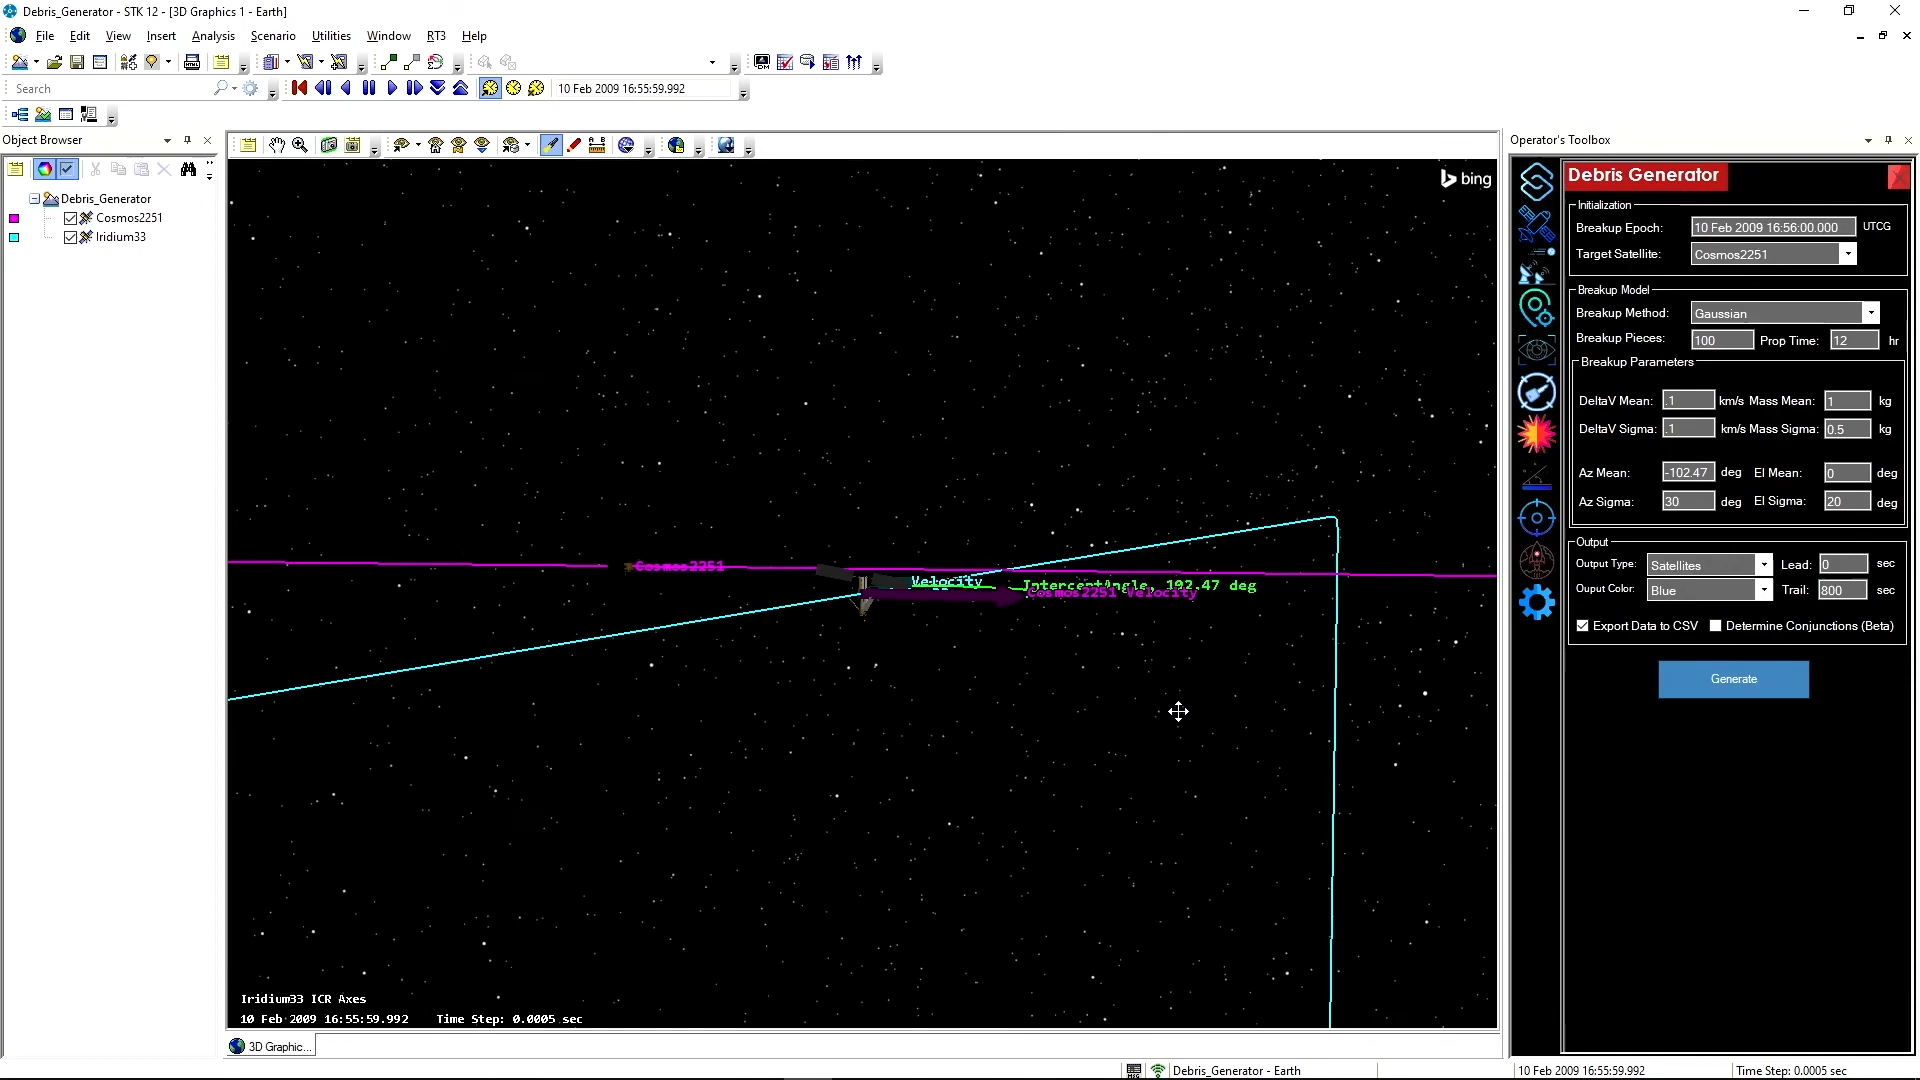 Debris_Generator - STK 12 - [3D Graphics 1 - Earth]
File Edit View Insert Analysis Scenario Utilities Window RT3 Help
Search
10 Feb 2009 16:55:59.992
Object Browser
Debris_Generator
Cosmos2251
Iridium33
bing
Cosmos2251
Velocity
InterceptAngle, 192.47 deg
Cosmos2251 Velocity
Iridium33 ICR Axes
10 Feb 2009 16:55:59.992 Time Step: 0.0005 sec
3D Graphic...
Operator's Toolbox
Debris Generator
Initialization
Breakup Epoch: 10 Feb 2009 16:56:00.000 UTCG
Target Satellite: Cosmos2251
Breakup Model
Breakup Method: Gaussian
Breakup Pieces: 100 Prop Time: 12 hr
Breakup Parameters
DeltaV Mean: .1 km/s Mass Mean: 1 kg
DeltaV Sigma: .1 km/s Mass Sigma: 0.5 kg
Az Mean: -102.47 deg El Mean: 0 deg
Az Sigma: 30 deg El Sigma: 20 deg
Output
Output Type: Satellites Lead: 0 sec
Ouput Color: Blue Trail: 800 sec
Export Data to CSV Determine Conjunctions (Beta)
Generate
Debris_Generator - Earth 10 Feb 2009 16:55:59.992 Time Step: 0.0005 sec